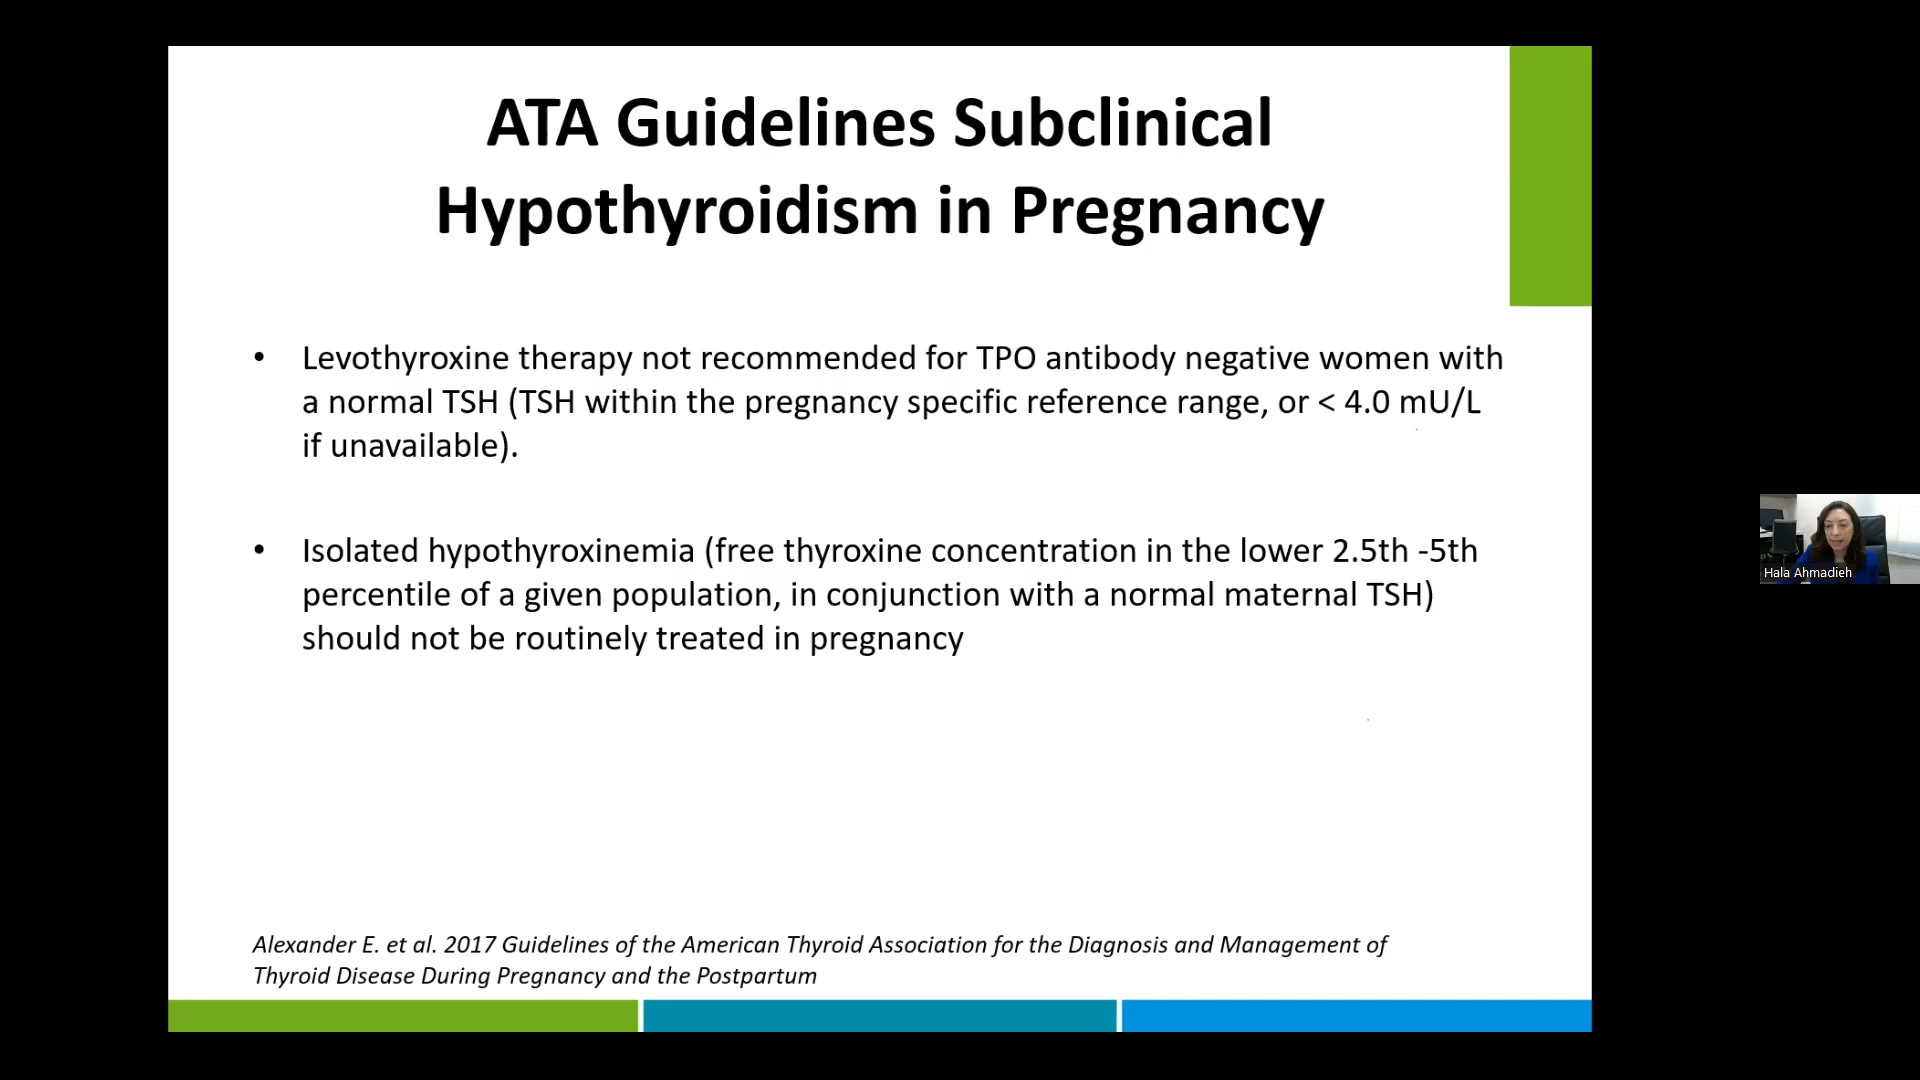 ATA Guidelines Subclinical
Hypothyroidism in Pregnancy
• Levothyroxine therapy not recommended for TPO antibody negative women with
a normal TSH (TSH within the pregnancy specific reference range, or < 4.0 mU/L
if unavailable).
• Isolated hypothyroxinemia (free thyroxine concentration in the lower 2.5th -5th
percentile of a given population, in conjunction with a normal maternal TSH)
should not be routinely treated in pregnancy
Hala Ahmadieh
Alexander E. et al. 2017 Guidelines of the American Thyroid Association for the Diagnosis and Management of
Thyroid Disease During Pregnancy and the Postpartum